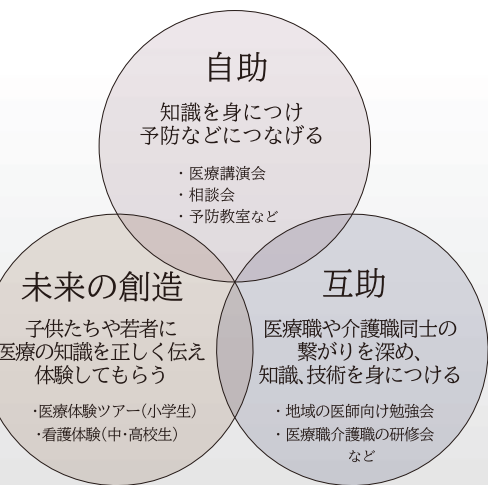 自助
知識を身につけ
予防などにつなげる
・医療講演会
・相談会
・予防教室など
未来の創造
子供たちや若者に
医療の知識を正しく伝え
体験してもらう
・医療体験ツアー(小学生)
・看護体験(中・高校生)
互助
医療職や介護職同士の
繋がりを深め、
知識、技術を身につける
・地域の医師向け勉強会
・医療職介護職の研修会
など